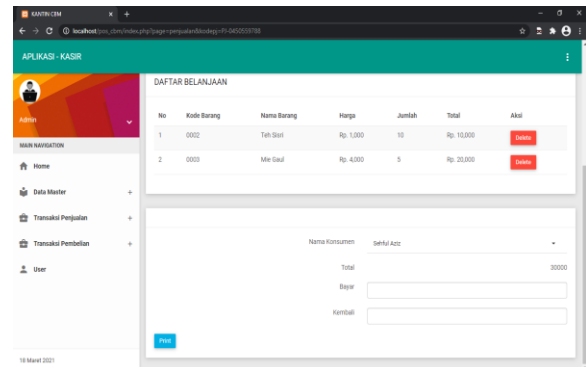 KANTIN CBM
localhost/pos_cbm/index.php?page=penjualan&kodepj=PJ-0450559788
APLIKASI - KASIR
Admin
MAIN NAVIGATION
Home
Data Master
Transaksi Penjualan
Transaksi Pembelian
User
18 Maret 2021
DAFTAR BELANJAAN
No Kode Barang Nama Barang Harga Jumlah Total Aksi
1 0002 Teh Sisri Rp. 1,000 10 Rp. 10,000 Delete
2 0003 Mie Gaul Rp. 4,000 5 Rp. 20,000 Delete
Nama Konsumen Sehful Aziz
Total 30000
Bayar
Kembali
Print